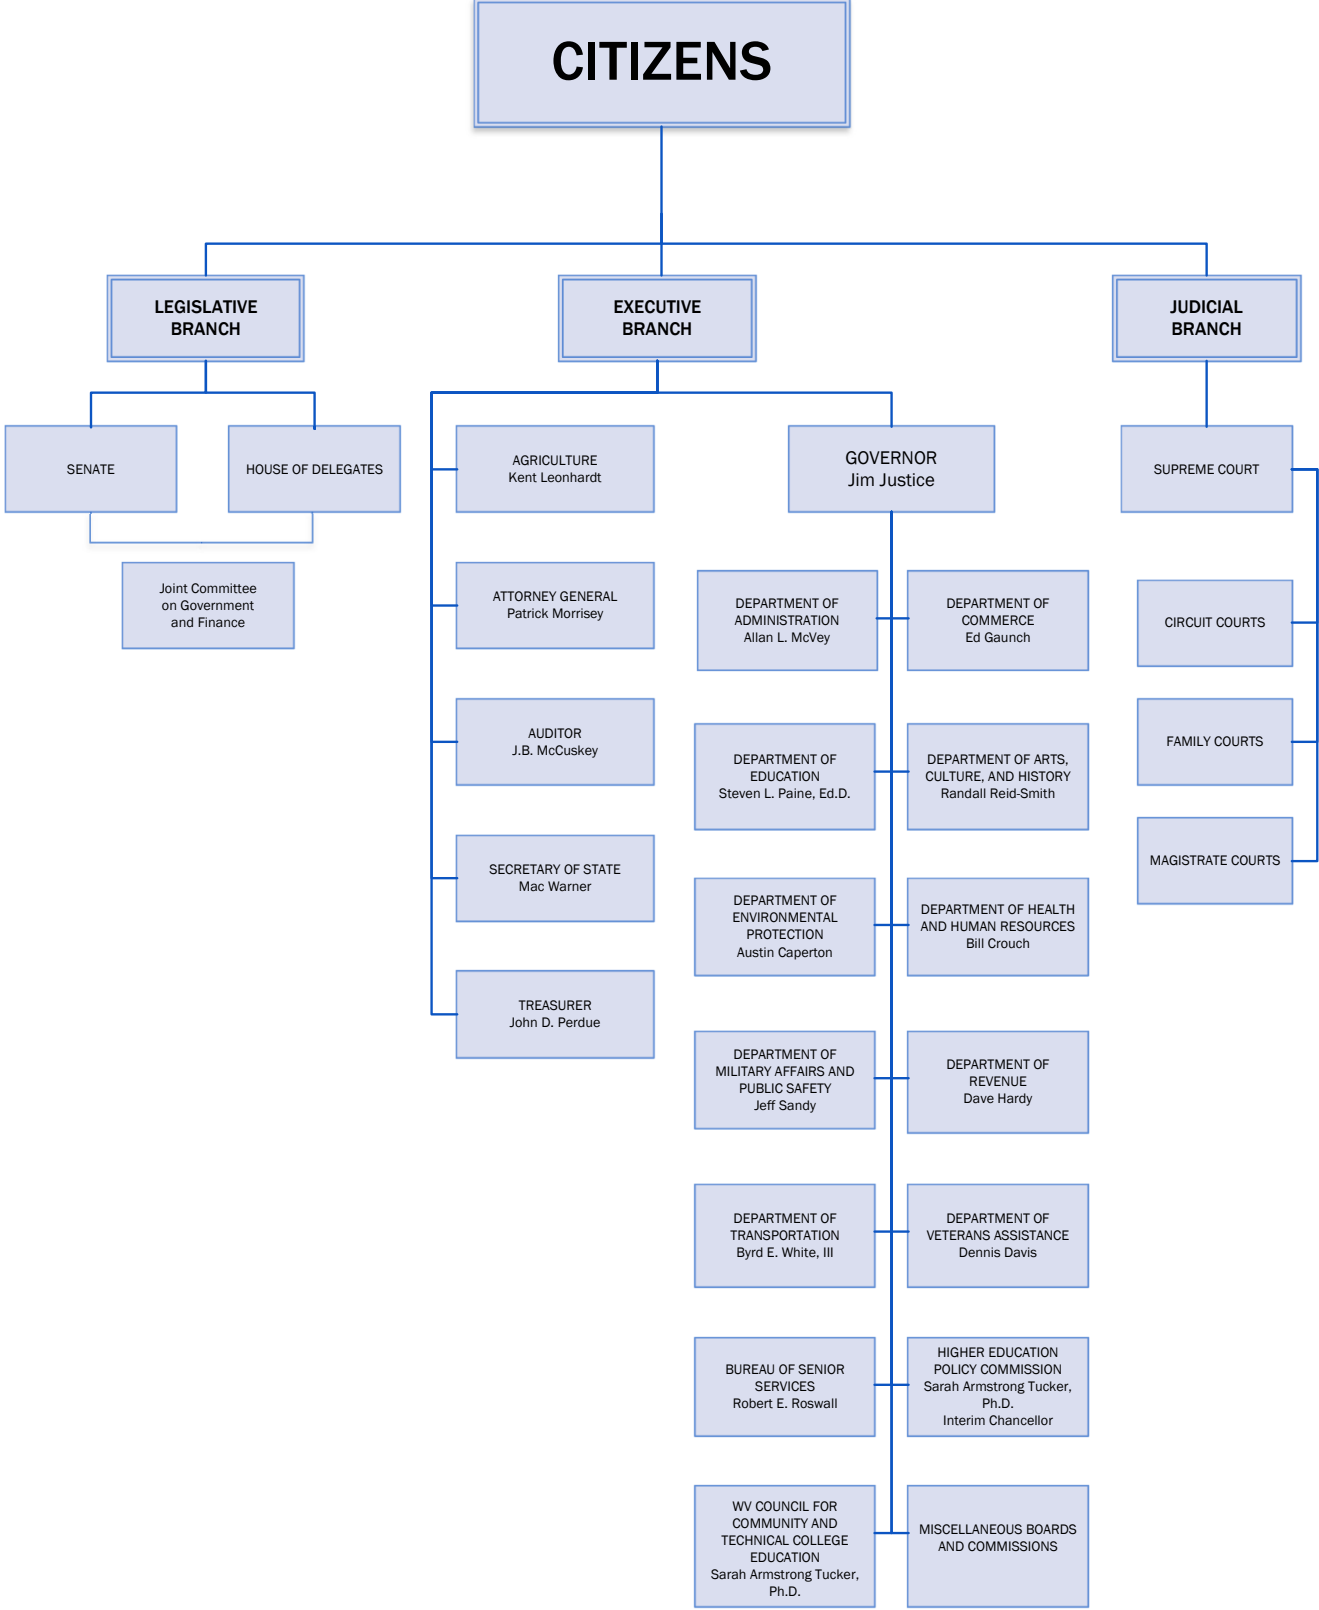 CITIZENS
LEGISLATIVE
BRANCH
EXECUTIVE
BRANCH
JUDICIAL
BRANCH
SENATE
HOUSE OF DELEGATES
Joint Committee
on Government
and Finance
AGRICULTURE
Kent Leonhardt
ATTORNEY GENERAL
Patrick Morrisey
AUDITOR
J.B. McCuskey
SECRETARY OF STATE
Mac Warner
TREASURER
John D. Perdue
GOVERNOR
Jim Justice
DEPARTMENT OF
ADMINISTRATION
Allan L. McVey
DEPARTMENT OF
COMMERCE
Ed Gaunch
DEPARTMENT OF
EDUCATION
Steven L. Paine, Ed.D.
DEPARTMENT OF ARTS,
CULTURE, AND HISTORY
Randall Reid-Smith
DEPARTMENT OF
ENVIRONMENTAL
PROTECTION
Austin Caperton
DEPARTMENT OF HEALTH
AND HUMAN RESOURCES
Bill Crouch
DEPARTMENT OF
MILITARY AFFAIRS AND
PUBLIC SAFETY
Jeff Sandy
DEPARTMENT OF
REVENUE
Dave Hardy
DEPARTMENT OF
TRANSPORTATION
Byrd E. White, III
DEPARTMENT OF
VETERANS ASSISTANCE
Dennis Davis
BUREAU OF SENIOR
SERVICES
Robert E. Roswall
HIGHER EDUCATION
POLICY COMMISSION
Sarah Armstrong Tucker,
Ph.D.
Interim Chancellor
WV COUNCIL FOR
COMMUNITY AND
TECHNICAL COLLEGE
EDUCATION
Sarah Armstrong Tucker,
Ph.D.
MISCELLANEOUS BOARDS
AND COMMISSIONS
SUPREME COURT
CIRCUIT COURTS
FAMILY COURTS
MAGISTRATE COURTS